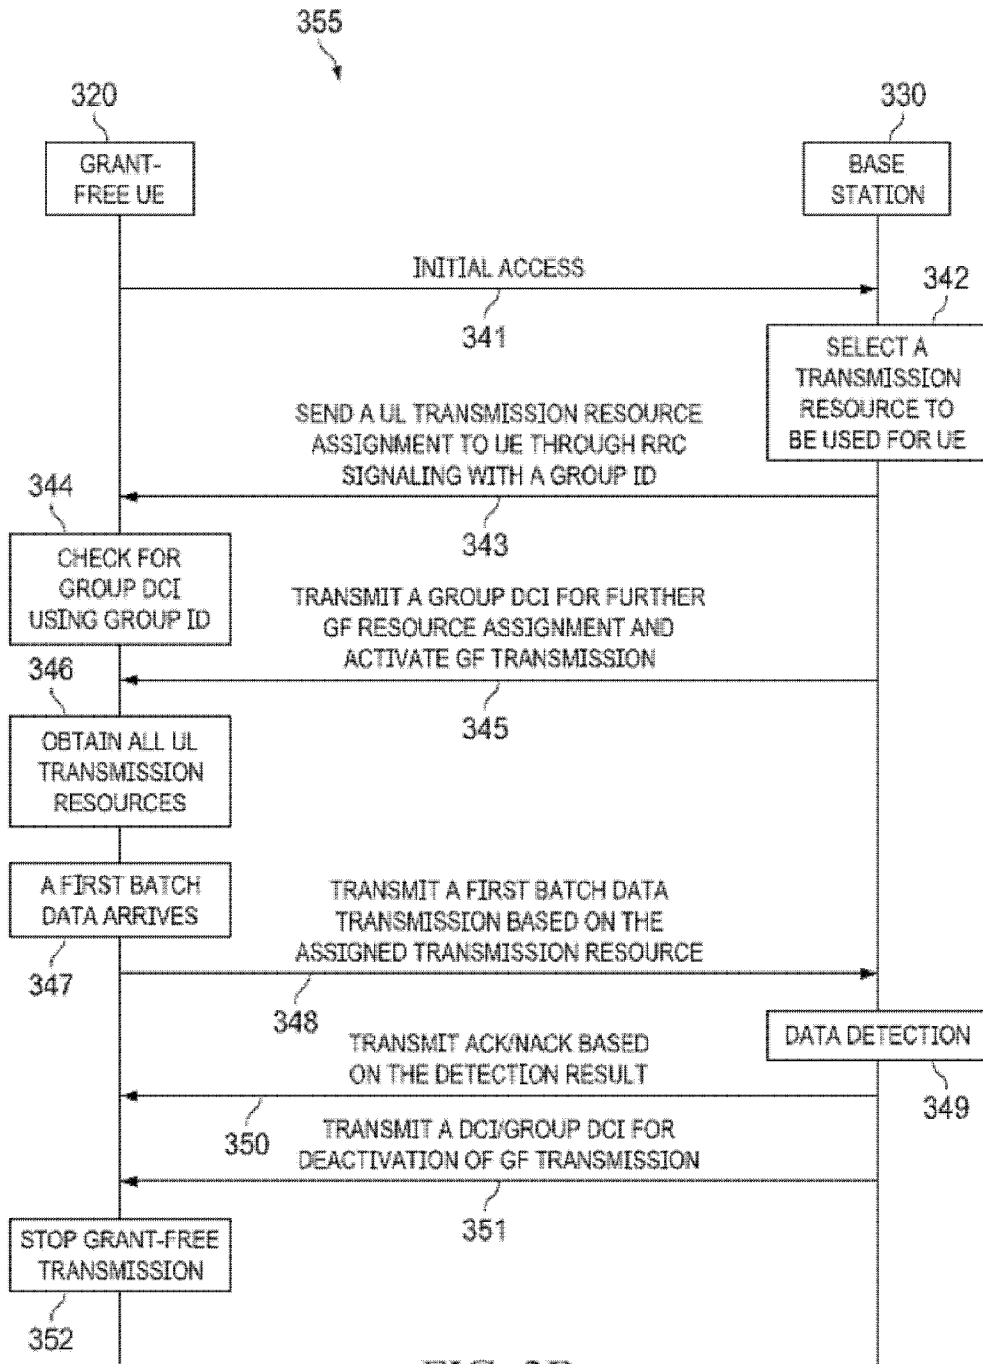 355
320
330
GRANT-
FREE UE
BASE
STATION
INITIAL ACCESS
341
342
SELECT A
TRANSMISSION
RESOURCE TO
BE USED FOR UE
SEND A UL TRANSMISSION RESOURCE
ASSIGNMENT TO UE THROUGH RRC
SIGNALING WITH A GROUP ID
343
344
CHECK FOR
GROUP DCI
USING GROUP ID
TRANSMIT A GROUP DCI FOR FURTHER
GF RESOURCE ASSIGNMENT AND
ACTIVATE GF TRANSMISSION
345
346
OBTAIN ALL UL
TRANSMISSION
RESOURCES
A FIRST BATCH
DATA ARRIVES
347
TRANSMIT A FIRST BATCH DATA
TRANSMISSION BASED ON THE
ASSIGNED TRANSMISSION RESOURCE
348
DATA DETECTION
349
TRANSMIT ACK/NACK BASED
ON THE DETECTION RESULT
350
TRANSMIT A DCI/GROUP DCI FOR
DEACTIVATION OF GF TRANSMISSION
351
STOP GRANT-FREE
TRANSMISSION
352